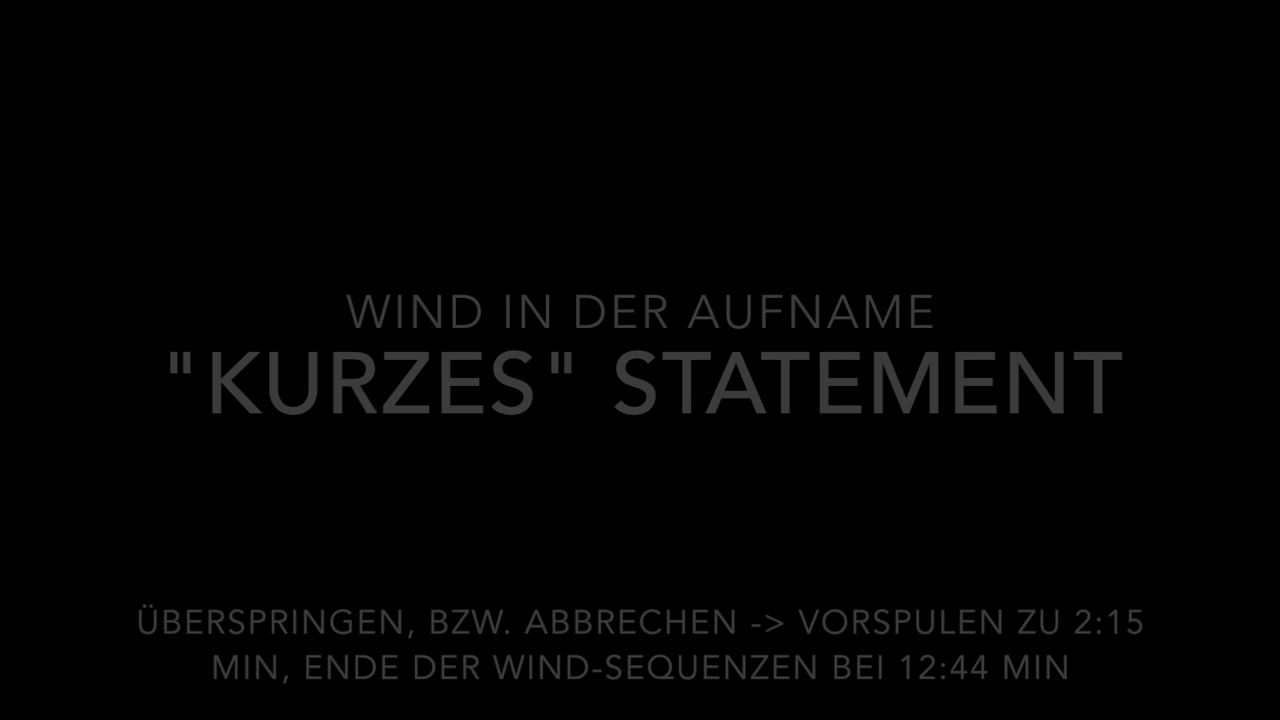 WIND IN DER AUFNAME
"KURZES" STATEMENT
ÜBERSPRINGEN, BZW. ABBRECHEN -> VORSPULEN ZU 2:15
MIN, ENDE DER WIND-SEQUENZEN BEI 12:44 MIN